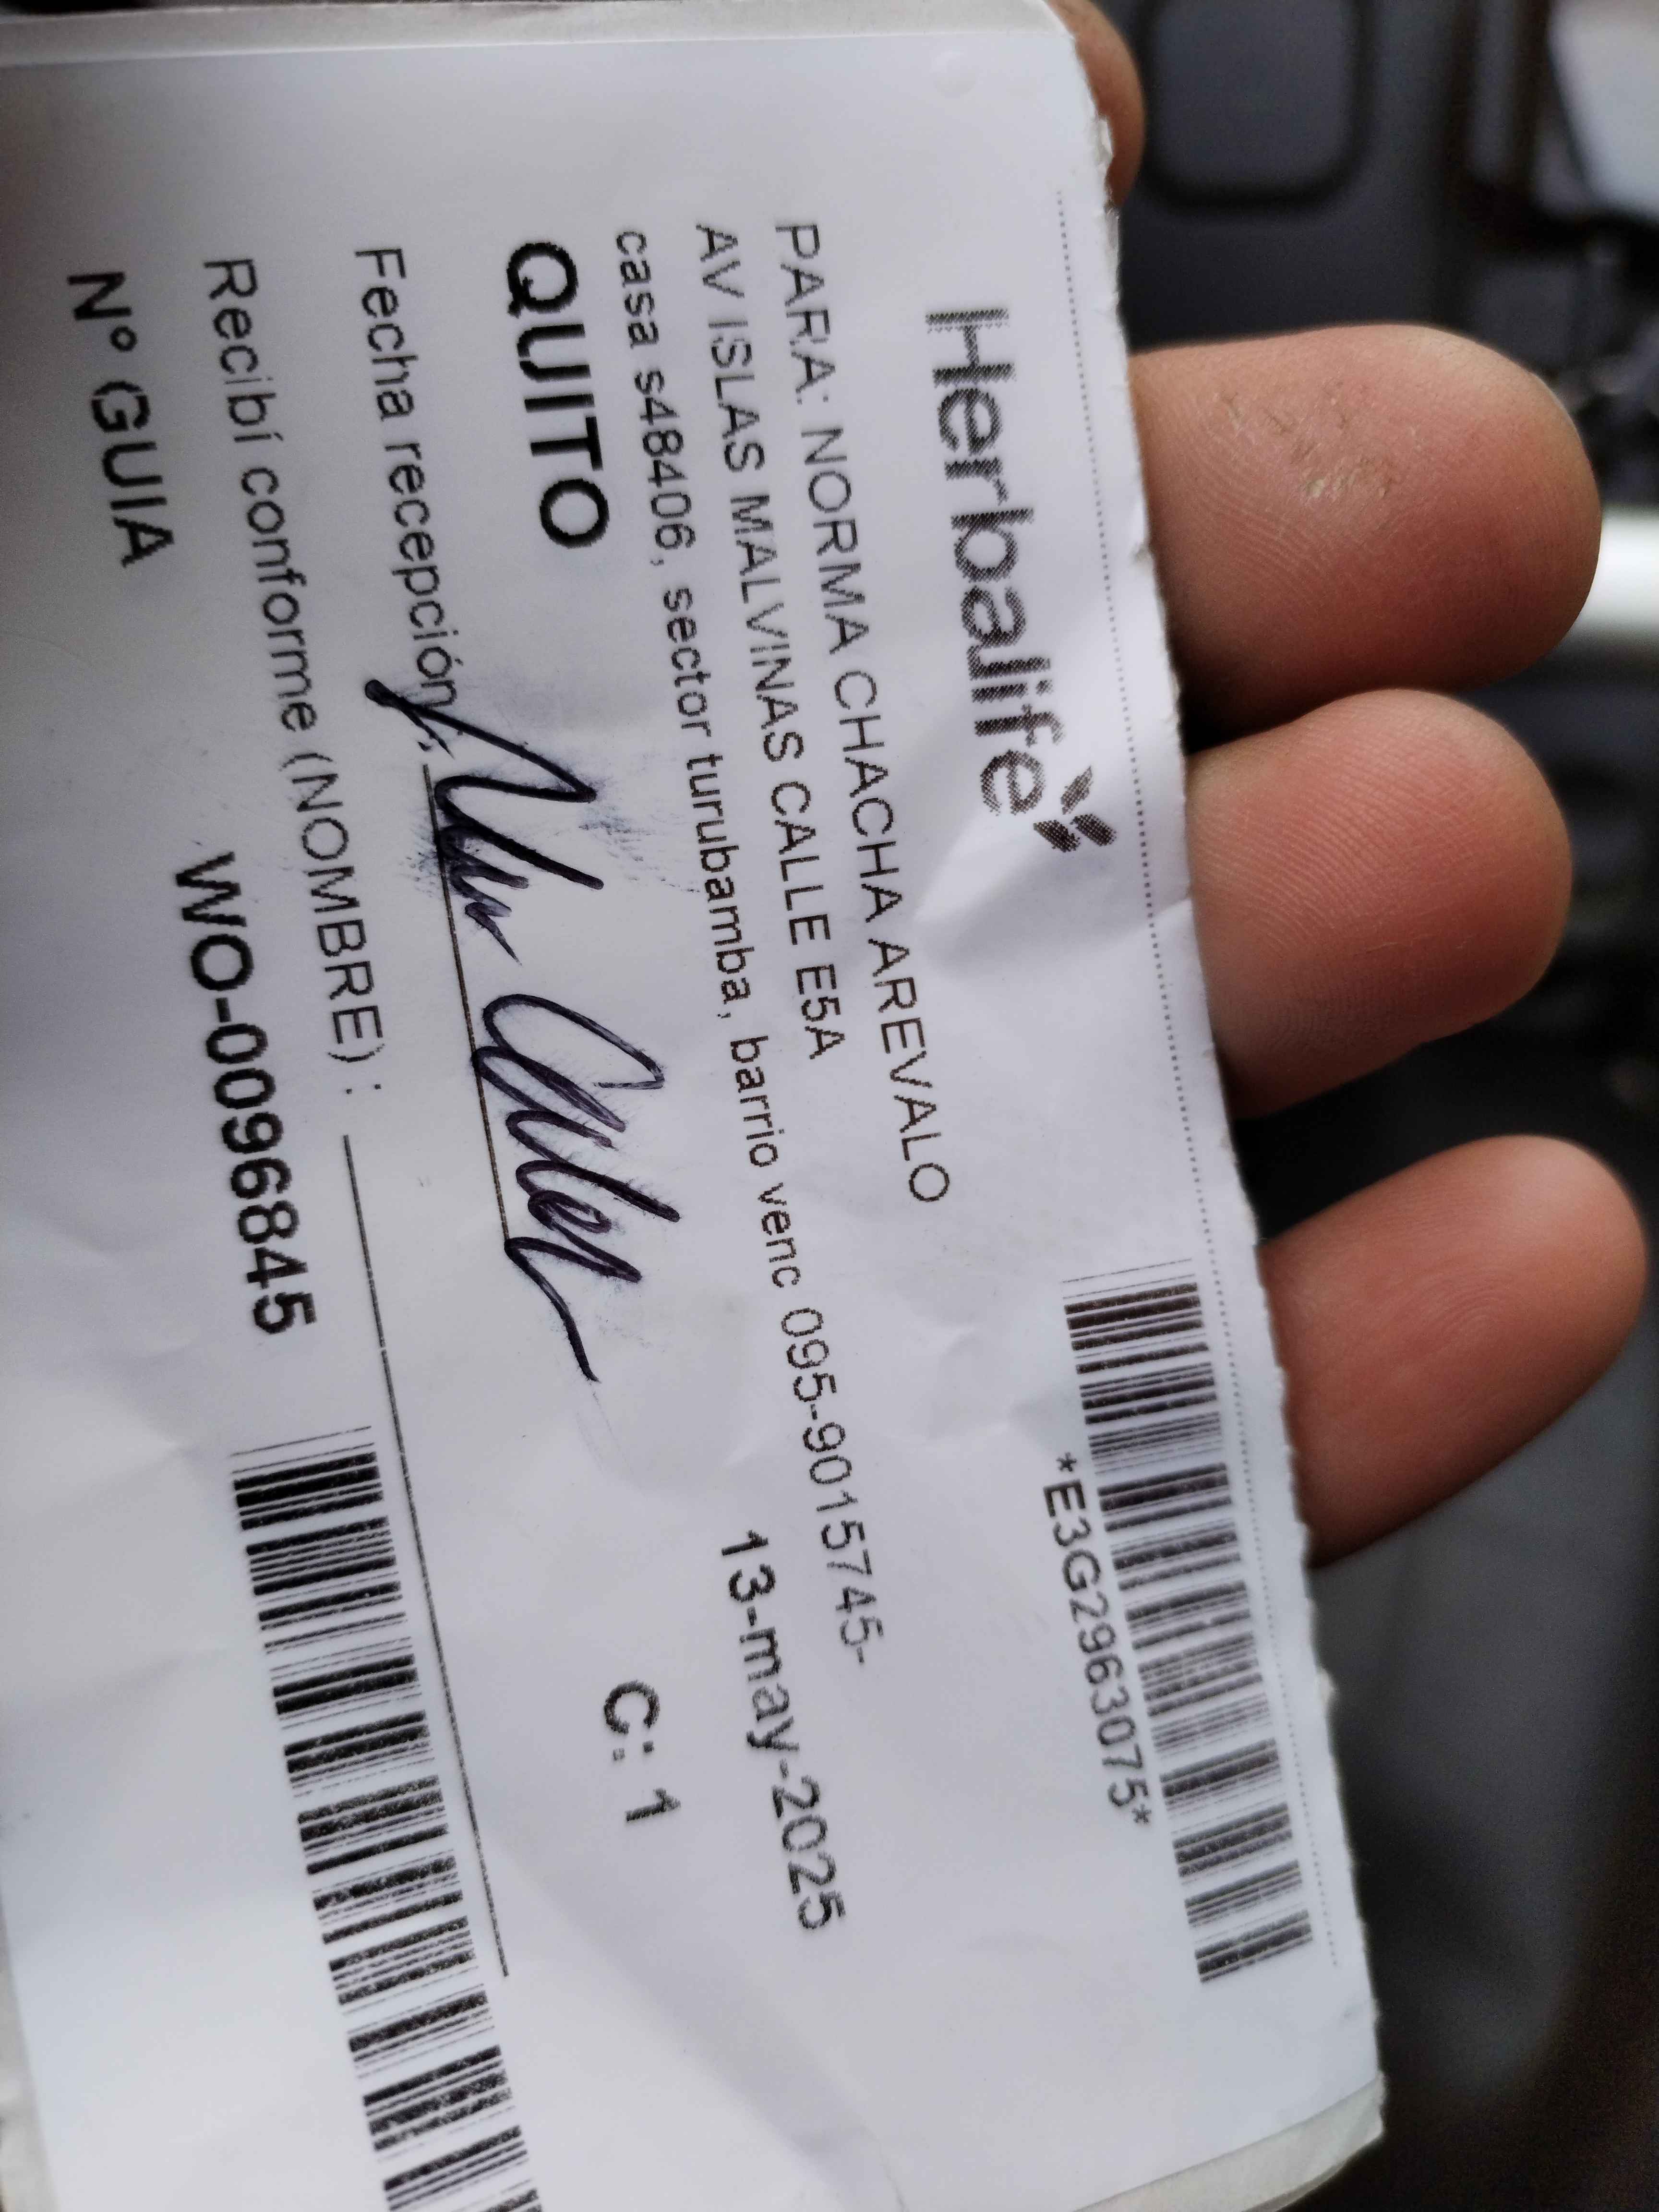 Herbalife
*E3G2963075*
PARA: NORMA CHACHA AREVALO
AV ISLAS MALVINAS CALLE E5A
casa s48406, sector turubamba, barrio venc 095-9015745-
13-may-2025
QUITO
C: 1
Fecha recepción
Recibí conforme (NOMBRE) :
N° GUIA
WO-0096845